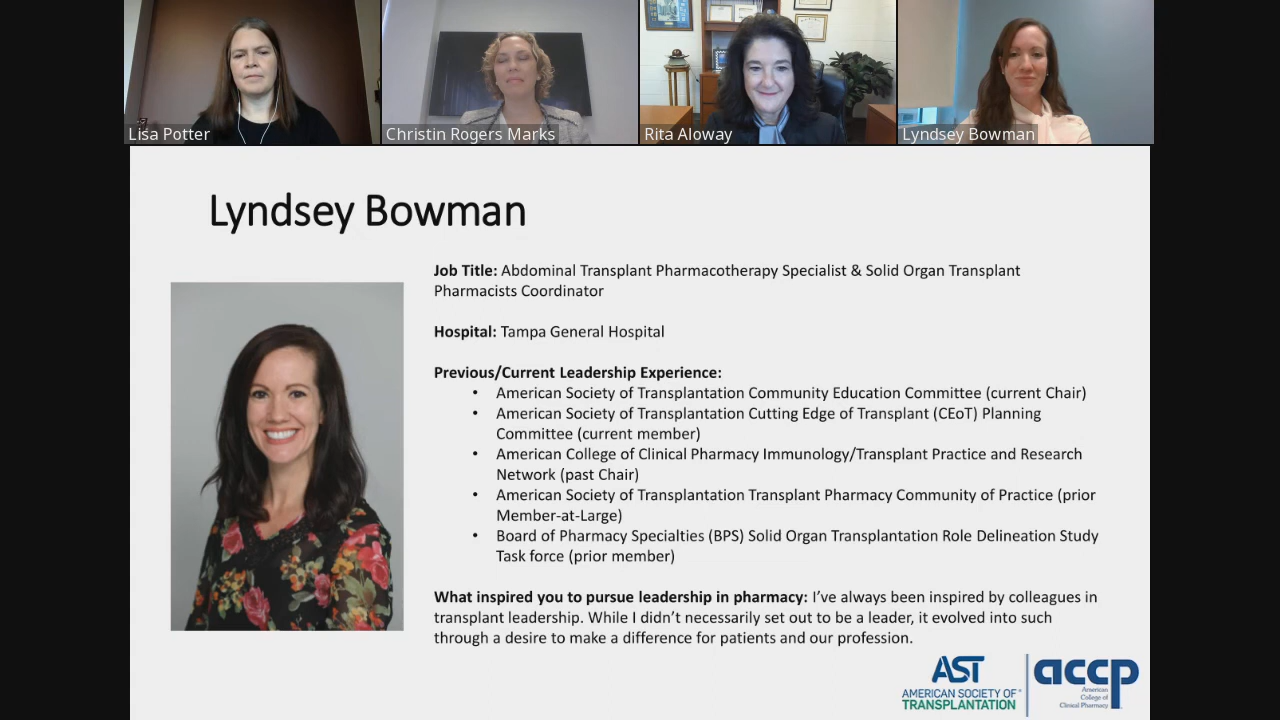 Lisa Potter
Christin Rogers Marks
Rita Aloway
Lyndsey Bowman
Lyndsey Bowman
Job Title: Abdominal Transplant Pharmacotherapy Specialist & Solid Organ Transplant
Pharmacists Coordinator
Hospital: Tampa General Hospital
Previous/Current Leadership Experience:
• American Society of Transplantation Community Education Committee (current Chair)
• American Society of Transplantation Cutting Edge of Transplant (CEoT) Planning
Committee (current member)
• American College of Clinical Pharmacy Immunology/Transplant Practice and Research
Network (past Chair)
• American Society of Transplantation Transplant Pharmacy Community of Practice (prior
Member-at-Large)
• Board of Pharmacy Specialties (BPS) Solid Organ Transplantation Role Delineation Study
Task force (prior member)
What inspired you to pursue leadership in pharmacy: I’ve always been inspired by colleagues in
transplant leadership. While I didn’t necessarily set out to be a leader, it evolved into such
through a desire to make a difference for patients and our profession.
AST
AMERICAN SOCIETY OF
TRANSPLANTATION
accp
American
College of
Clinical Pharmacy